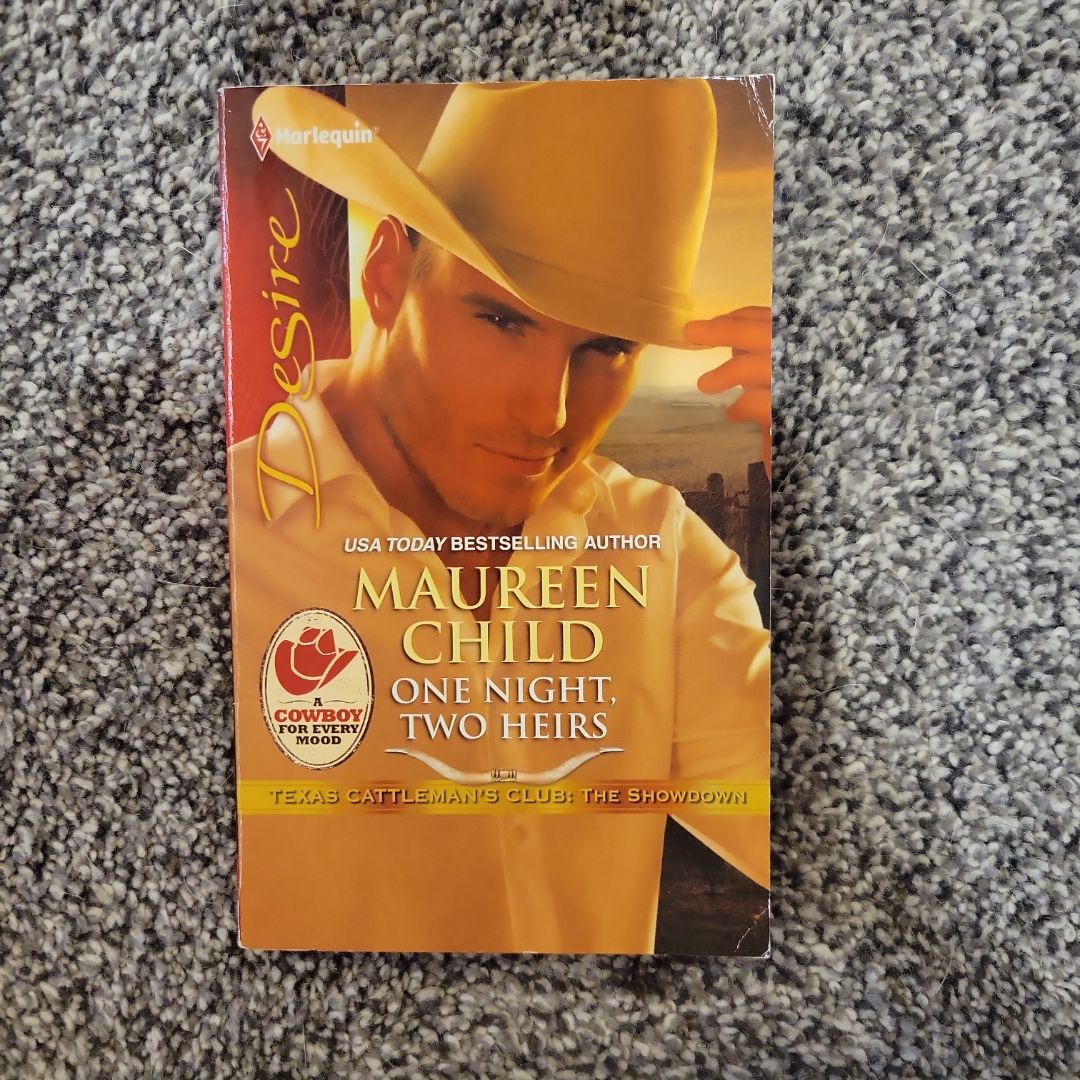 Harlequin®
Desire
USA TODAY BESTSELLING AUTHOR
MAUREEN
CHILD
ONE NIGHT,
TWO HEIRS
A
COWBOY
FOR EVERY
MOOD
TEXAS CATTLEMAN'S CLUB: THE SHOWDOWN